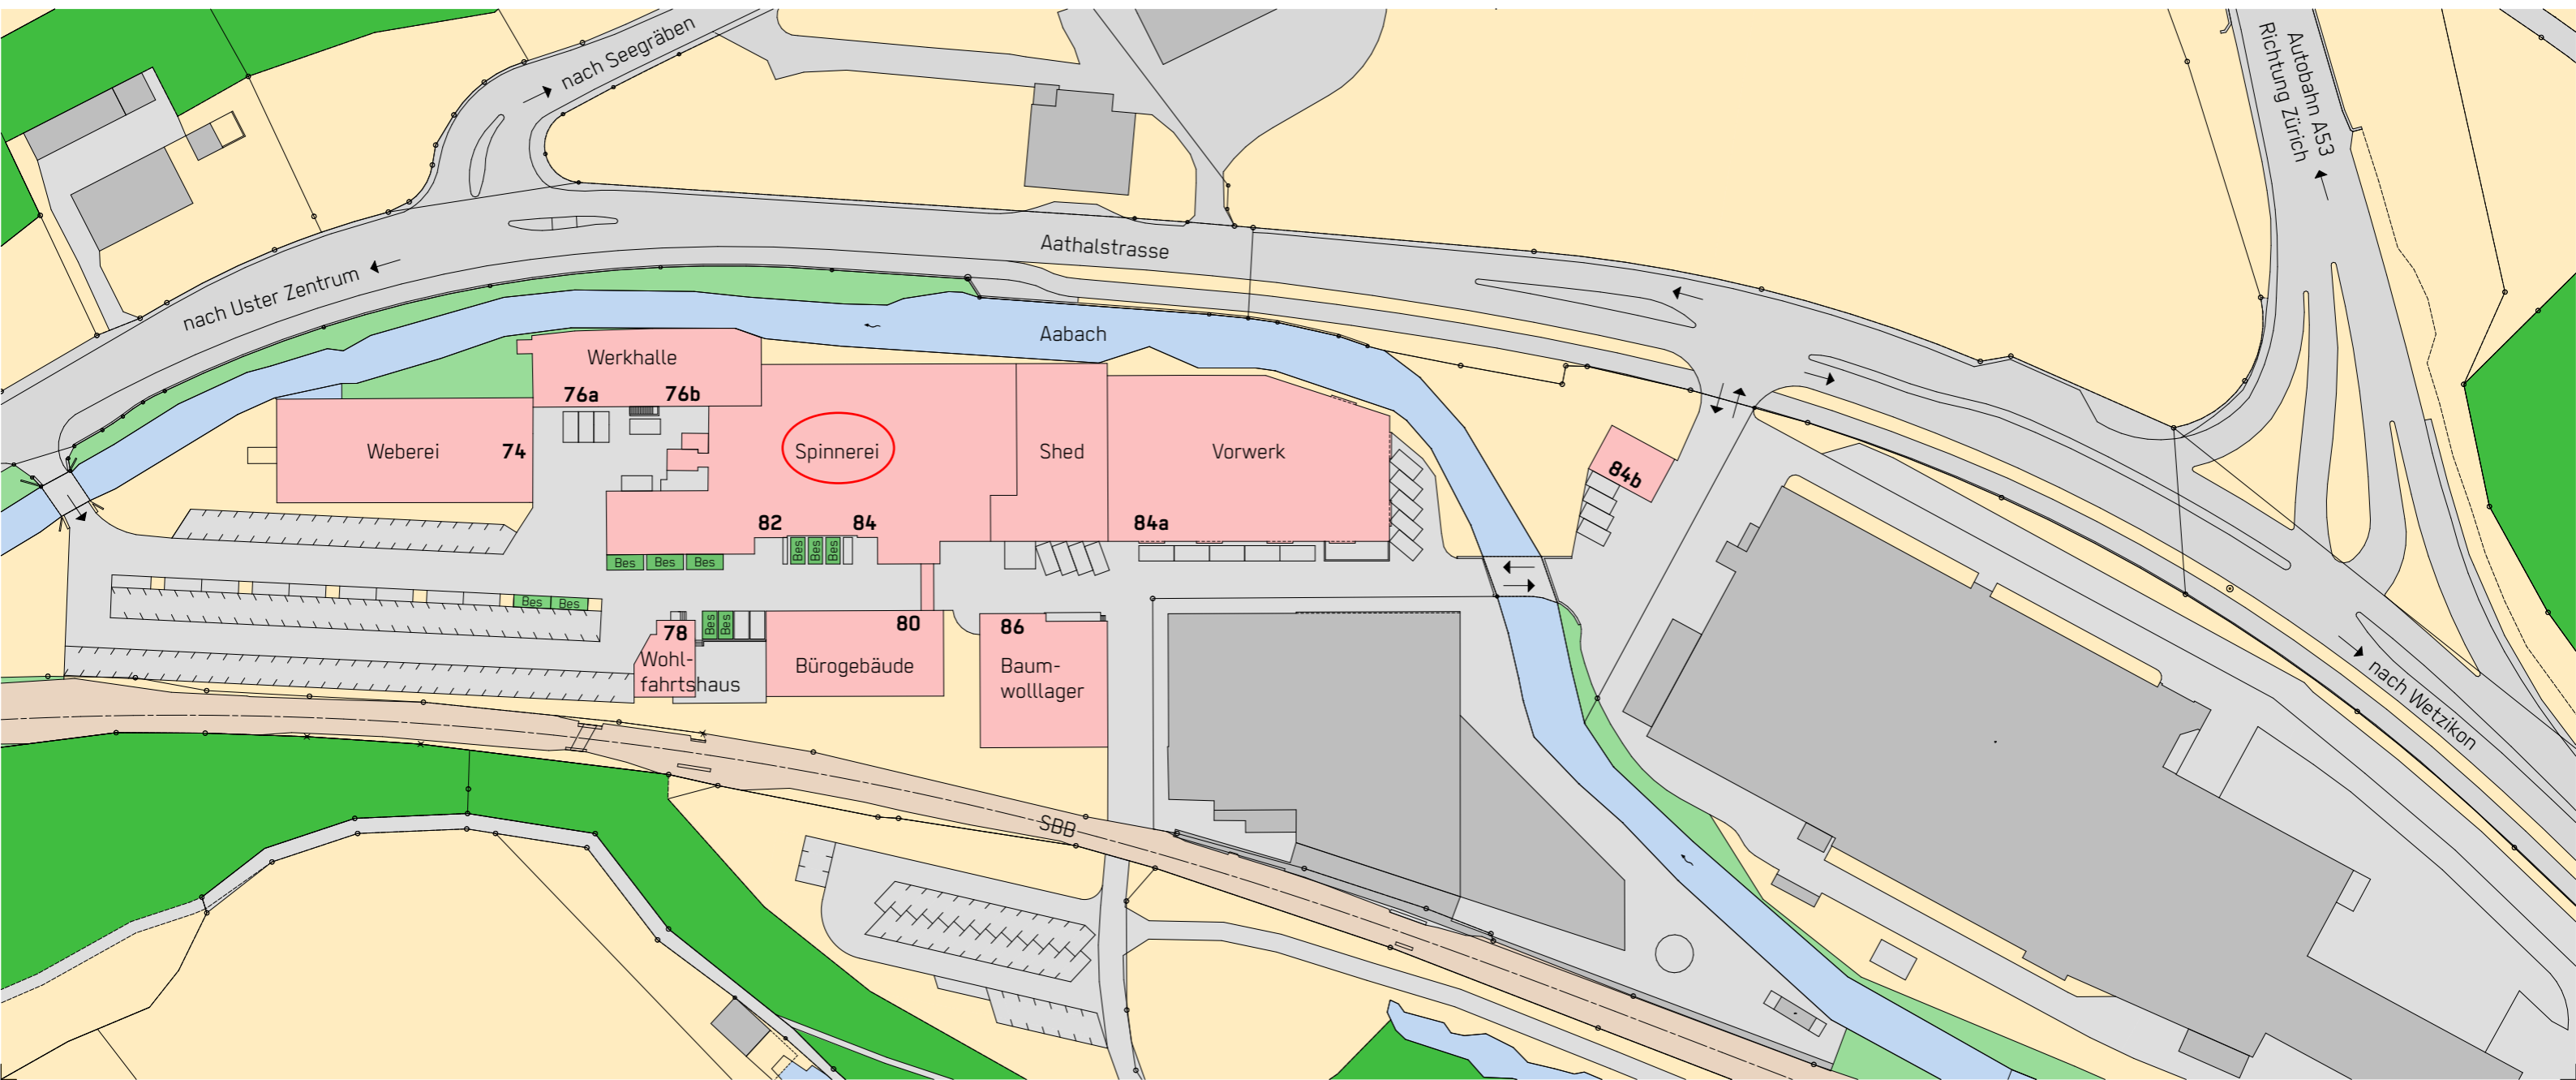 nach Seegräben
Autobahn A53
Richtung Zürich
Aathalstrasse
nach Uster Zentrum
Aabach
Werkhalle
76a
76b
Weberei
74
Spinnerei
Shed
Vorwerk
84b
82
84
84a
Bes
Bes
Bes
Bes
Bes
Bes
Bes
Bes
Bes
Bes
78
Wohl-
fahrtshaus
80
Bürogebäude
86
Baum-
wolllager
nach Wetzikon
SBB